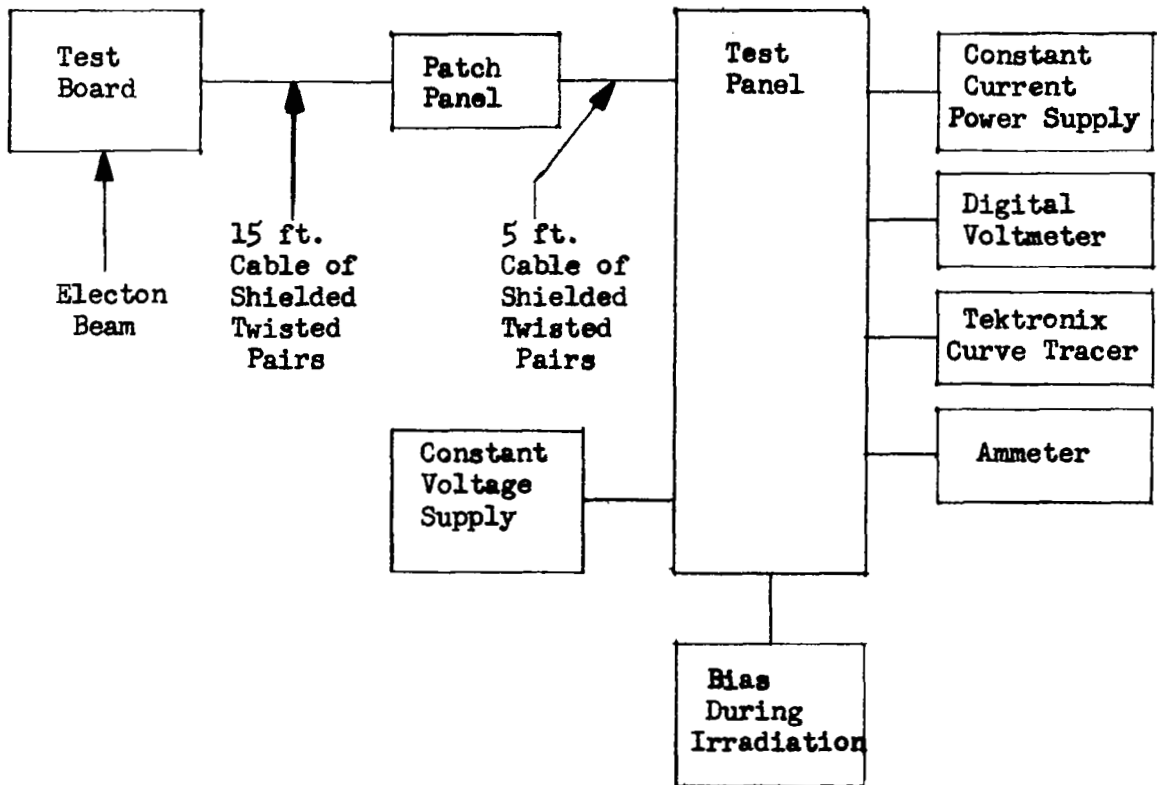 Test
Board
Patch
Panel
Test
Panel
Constant
Current
Power Supply
Digital
Voltmeter
Tektronix
Curve Tracer
Ammeter
15 ft.
Cable of
Shielded
Twisted
Pairs
5 ft.
Cable of
Shielded
Twisted
Pairs
Electon
Beam
Constant
Voltage
Supply
Bias
During
Irradiation